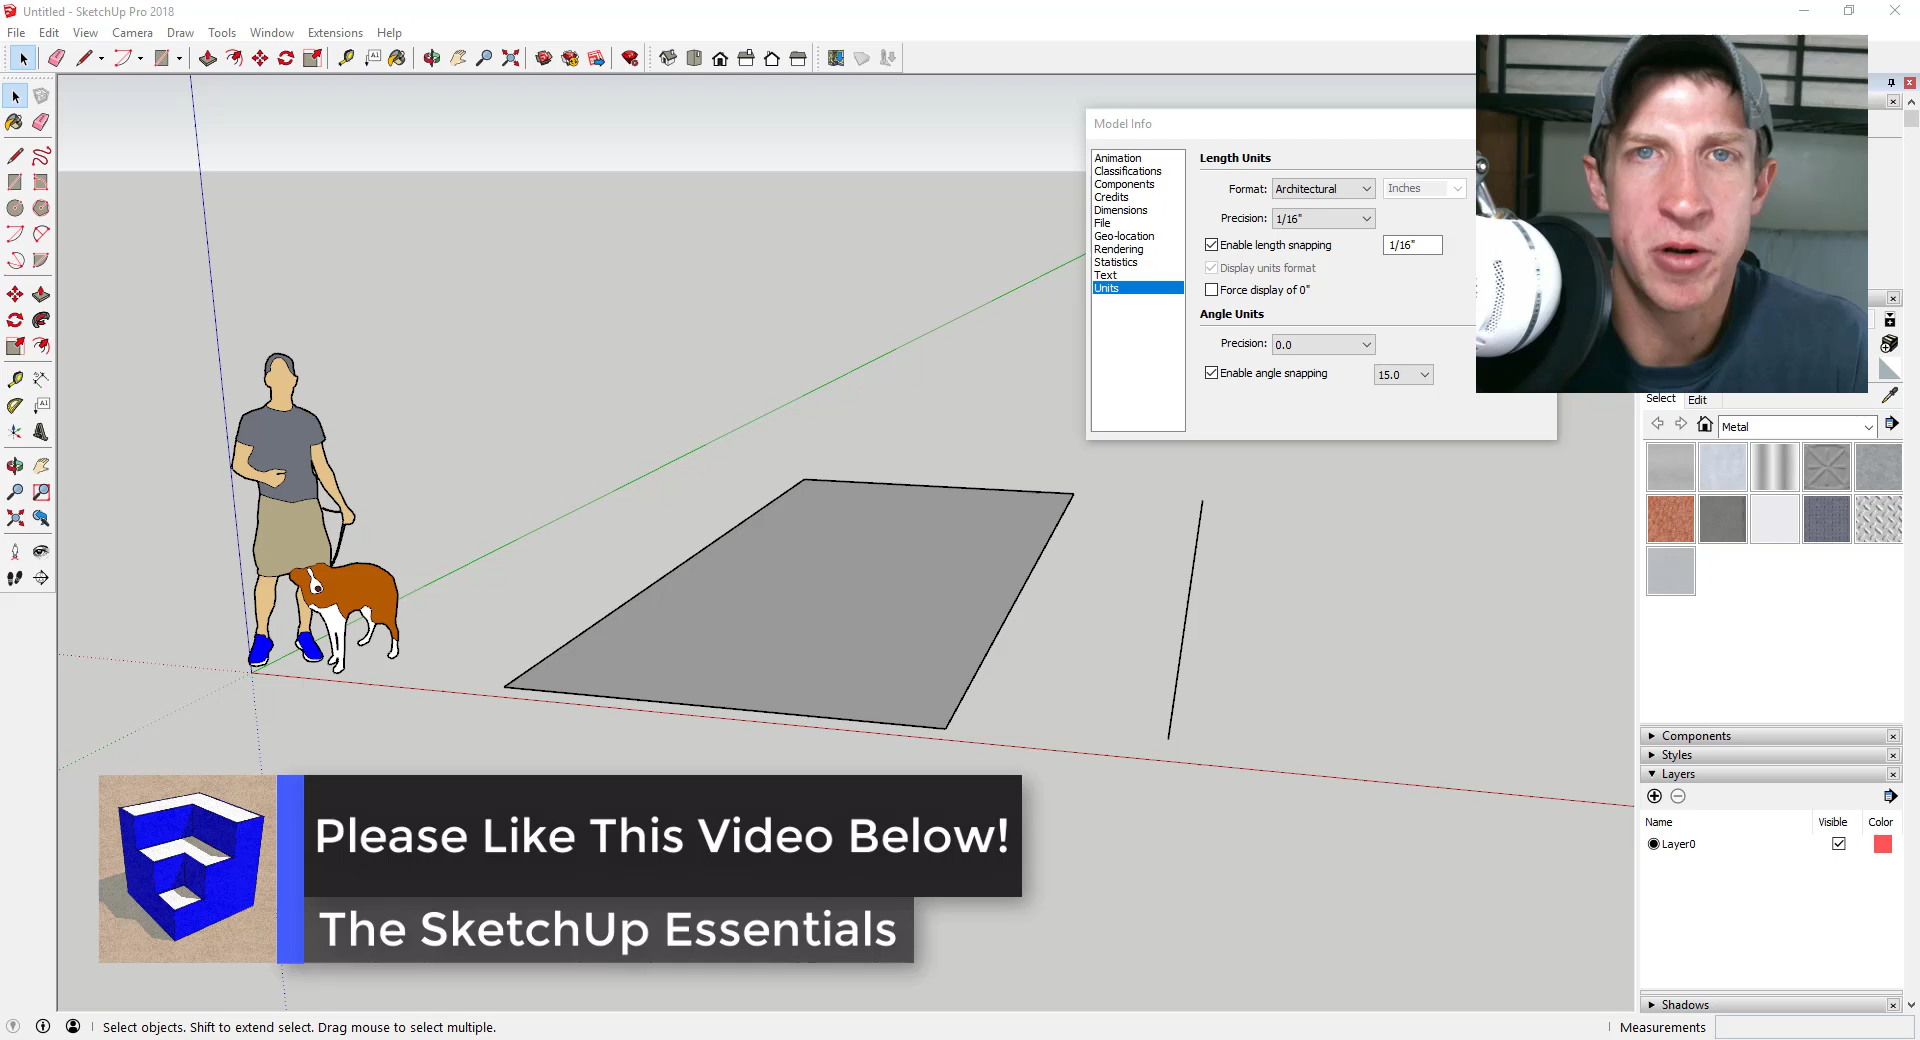 Untitled - SketchUp Pro 2018
File Edit View Camera Draw Tools Window Extensions Help
Model Info
Animation
Classifications
Components
Credits
Dimensions
File
Geo-location
Rendering
Statistics
Text
Units
Length Units
Format: Architectural Inches
Precision: 1/16"
Enable length snapping 1/16"
Display units format
Force display of 0"
Angle Units
Precision: 0.0
Enable angle snapping 15.0
Select Edit
Metal
Components
Styles
Layers
Name Visible Color
Layer0
Shadows
Please Like This Video Below!
The SketchUp Essentials
Select objects. Shift to extend select. Drag mouse to select multiple.
Measurements